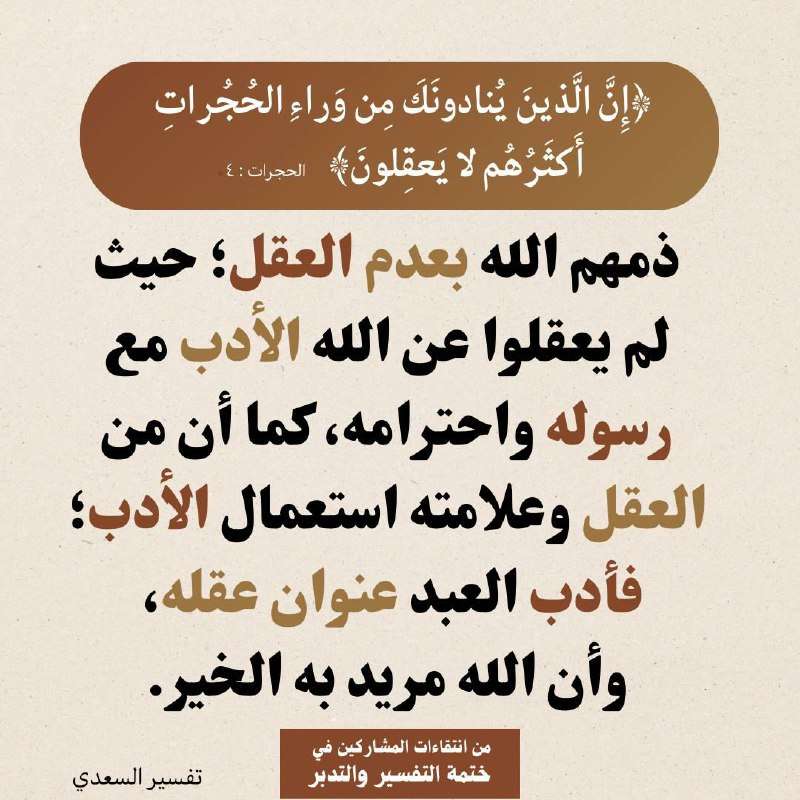 ﴿إِنَّ الَّذينَ يُنادونَكَ مِن وَراءِ الحُجُراتِ
أَكثَرُهُم لا يَعقِلونَ﴾ الحجرات : ٤
ذمهم الله بعدم العقل؛ حيث
لم يعقلوا عن الله الأدب مع
رسوله واحترامه، كما أن من
العقل وعلامته استعمال الأدب؛
فأدب العبد عنوان عقله،
وأن الله مريد به الخير.
من انتقاءات المشاركين في
ختمة التفسير والتدبر
تفسير السعدي